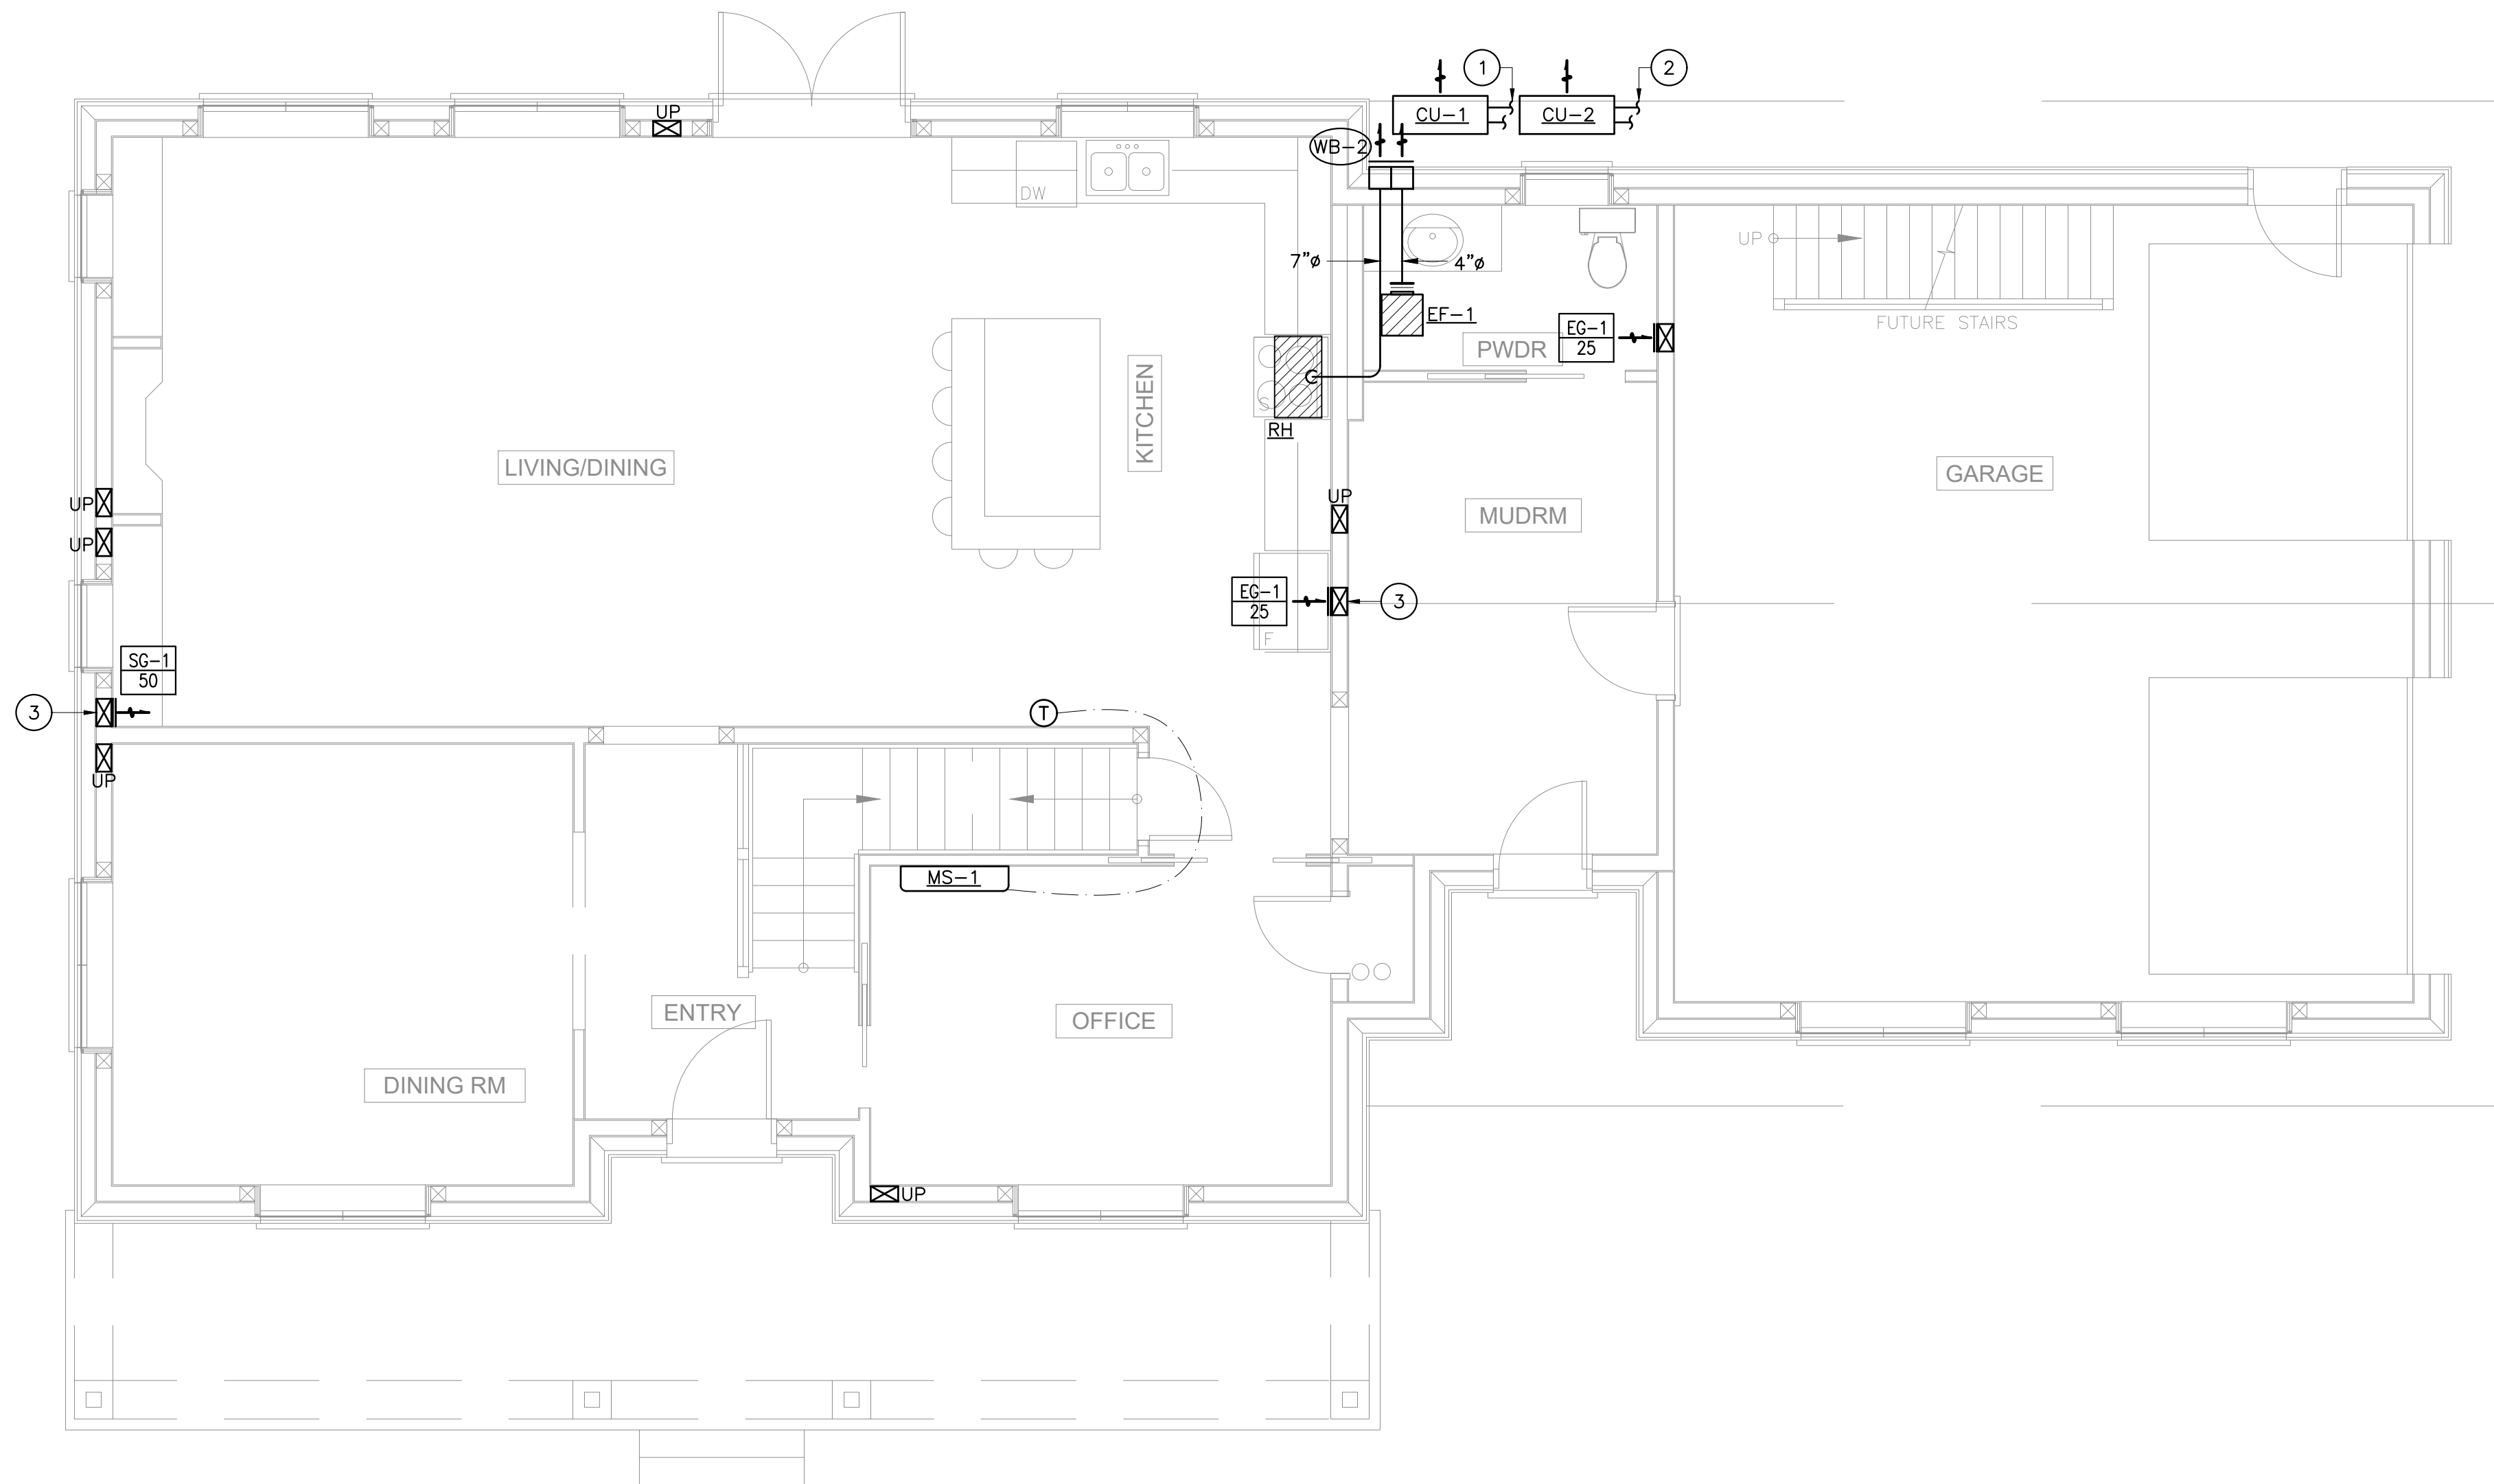 1
2
UP
CU-1
CU-2
WB-2
DW
UP
7"ø
4"ø
EF-1
EG-1
25
FUTURE STAIRS
PWDR
KITCHEN
S
RH
LIVING/DINING
GARAGE
UP
UP
MUDRM
UP
EG-1
25
3
F
SG-1
50
3
T
UP
MS-1
ENTRY
OFFICE
DINING RM
UP